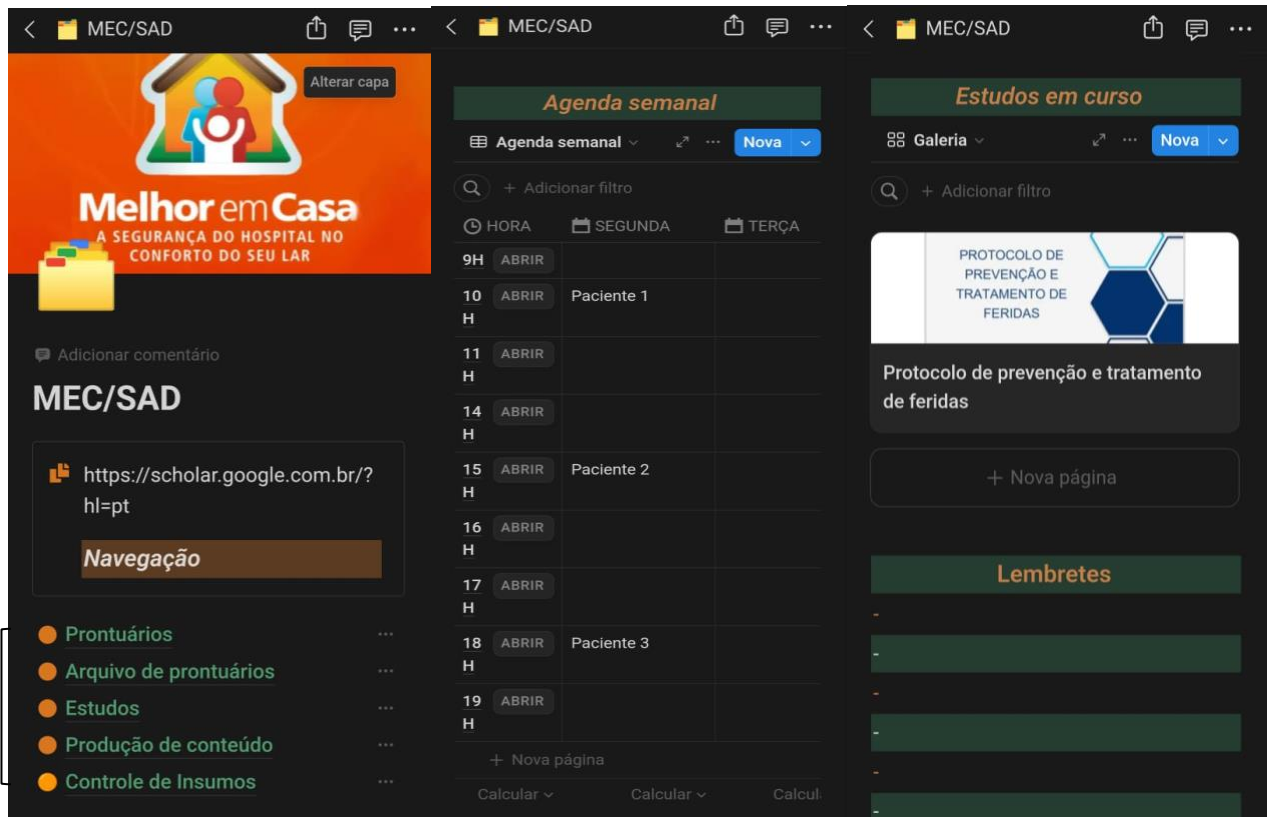 MEC/SAD
Alterar capa
Melhor em Casa
A SEGURANÇA DO HOSPITAL NO
CONFORTO DO SEU LAR
Adicionar comentário
MEC/SAD
https://scholar.google.com.br/?
hl=pt
Navegação
Prontuários
Arquivo de prontuários
Estudos
Produção de conteúdo
Controle de Insumos
MEC/SAD
Agenda semanal
Agenda semanal
Nova
+ Adicionar filtro
HORA SEGUNDA TERÇA
9H ABRIR
10 ABRIR Paciente 1
H
11 ABRIR
H
14 ABRIR
H
15 ABRIR Paciente 2
H
16 ABRIR
H
17 ABRIR
H
18 ABRIR Paciente 3
H
19 ABRIR
H
+ Nova página
Calcular Calcular Calcul
MEC/SAD
Estudos em curso
Galeria
Nova
+ Adicionar filtro
PROTOCOLO DE
PREVENÇÃO E
TRATAMENTO DE
FERIDAS
Protocolo de prevenção e tratamento
de feridas
+ Nova página
Lembretes
-
-
-
-
-
-